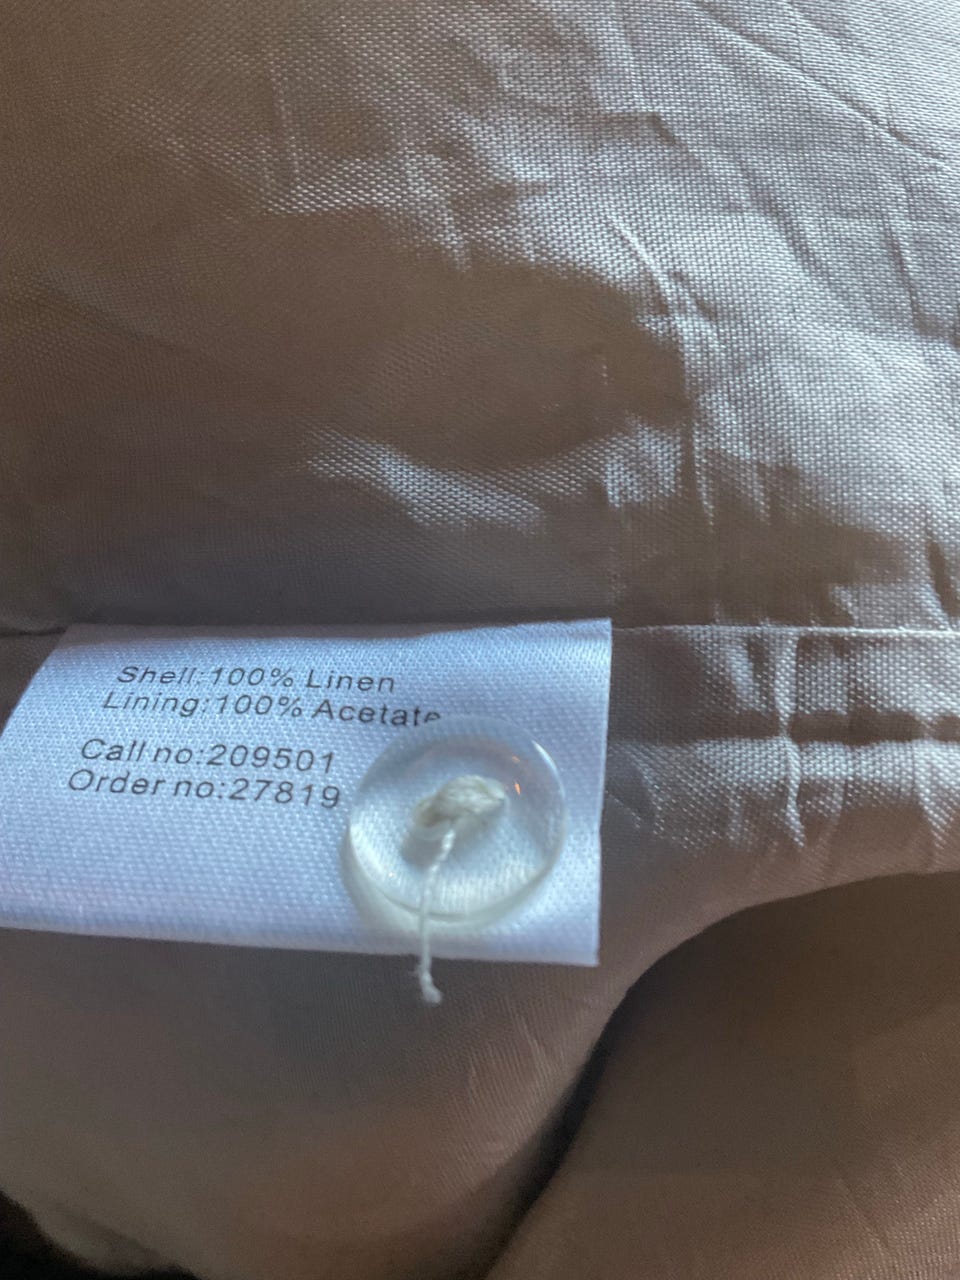 Shell:100% Linen
Lining:100% Acetate
Call no:209501
Order no:27819